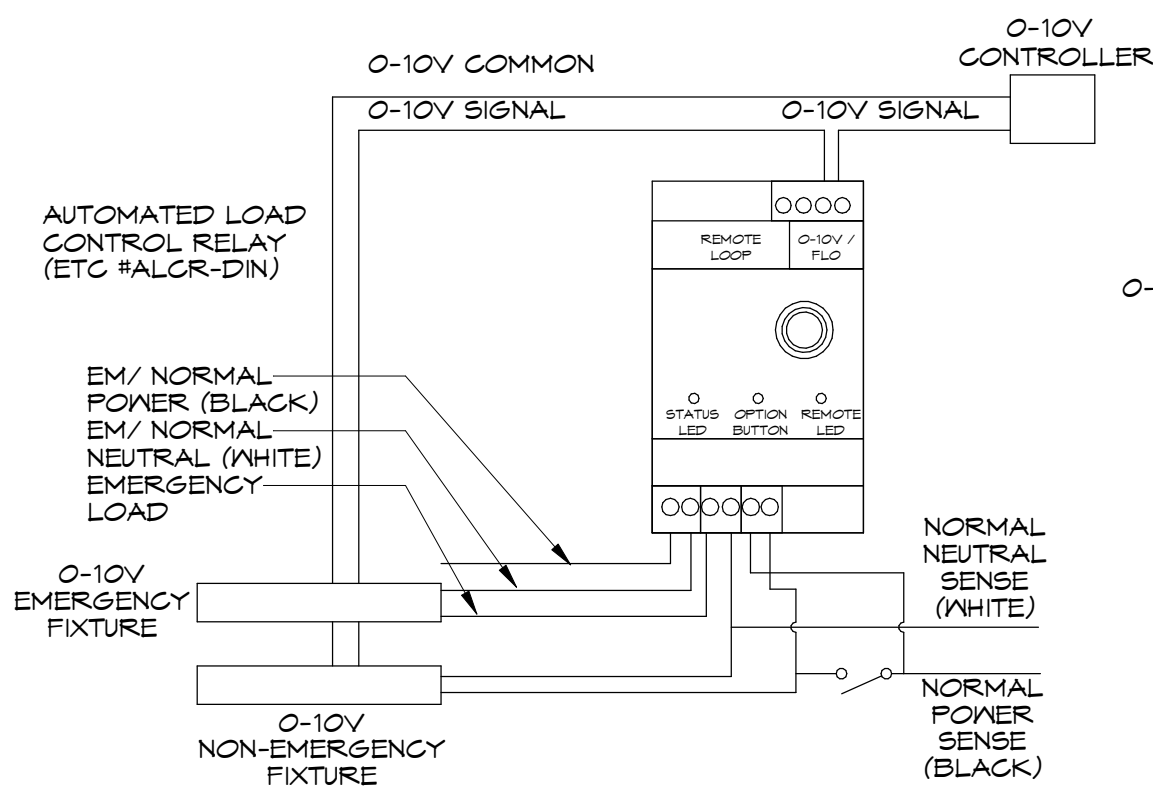 0-10V
CONTROLLER
0-10V COMMON
0-10V SIGNAL
0-10V SIGNAL
AUTOMATED LOAD
CONTROL RELAY
(ETC #ALCR-DIN)
REMOTE
LOOP
0-10V /
FLO
0-
EM/ NORMAL
POWER (BLACK)
EM/ NORMAL
NEUTRAL (WHITE)
EMERGENCY
LOAD
STATUS
LED
OPTION
BUTTON
REMOTE
LED
NORMAL
NEUTRAL
SENSE
(WHITE)
0-10V
EMERGENCY
FIXTURE
NORMAL
POWER
SENSE
(BLACK)
0-10V
NON-EMERGENCY
FIXTURE